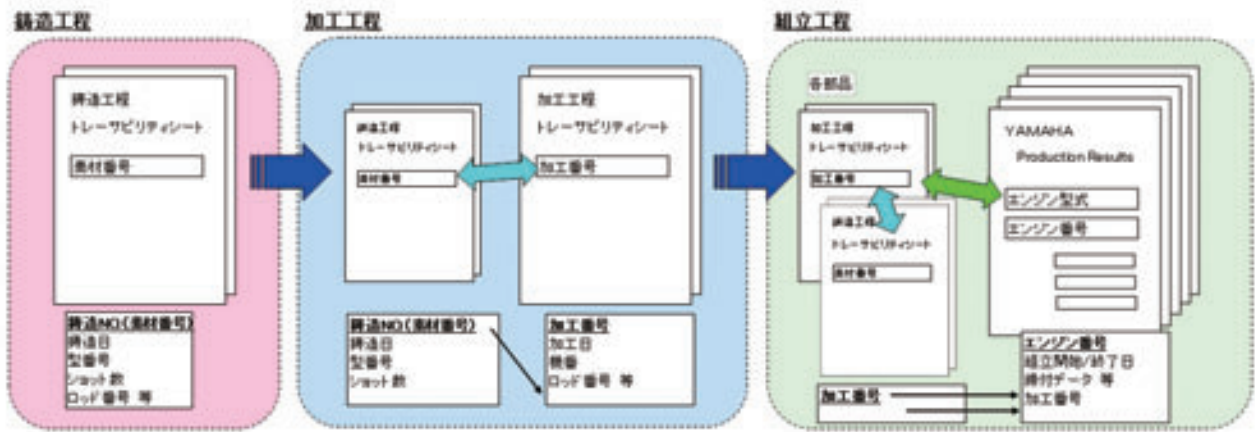 鋳造工程
鋳造工程
トレーサビリティシート
素材番号
鋳造NO(素材番号)
鋳造日
型番号
ショット数
ロッド番号 等
加工工程
鋳造工程
トレーサビリティシート
素材番号
加工工程
トレーサビリティシート
加工番号
鋳造NO(素材番号)
鋳造日
型番号
ショット数
加工番号
加工日
機番
ロッド番号 等
組立工程
各部品
加工工程
トレーサビリティシート
加工番号
鋳造工程
トレーサビリティシート
素材番号
YAMAHA
Production Results
エンジン型式
エンジン番号
加工番号
エンジン番号
組立開始/終了日
締付データ 等
加工番号